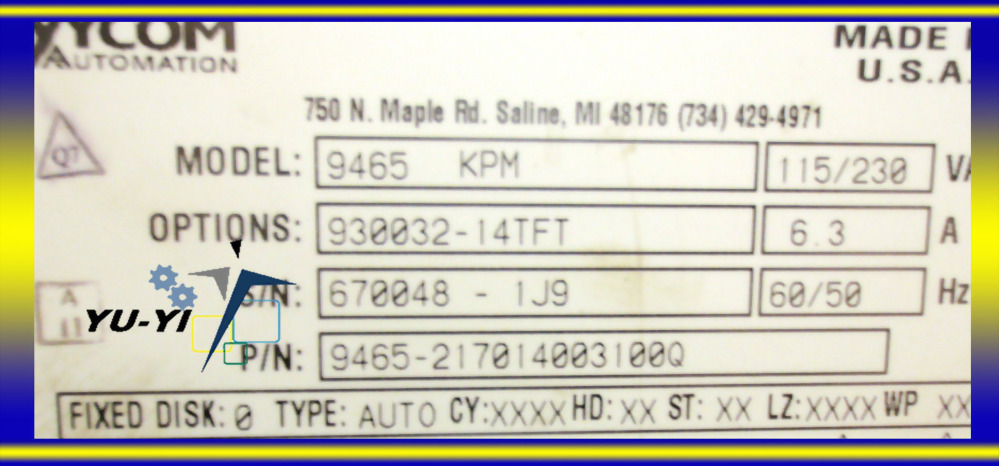 AUTOMATION
MADE
U.S.A.
750 N. Maple Rd. Saline, MI 48176 (734) 429-4971
Q7
MODEL: 9465 KPM 115/230
OPTIONS: 930032-14TFT 6.3 A
S/N: 670048 - 1J9 60/50 Hz
A
YU-YI
P/N: 9465-217014003100Q
FIXED DISK: 0 TYPE: AUTO CY:XXXX HD: XX ST: XX LZ:XXXX WP XX